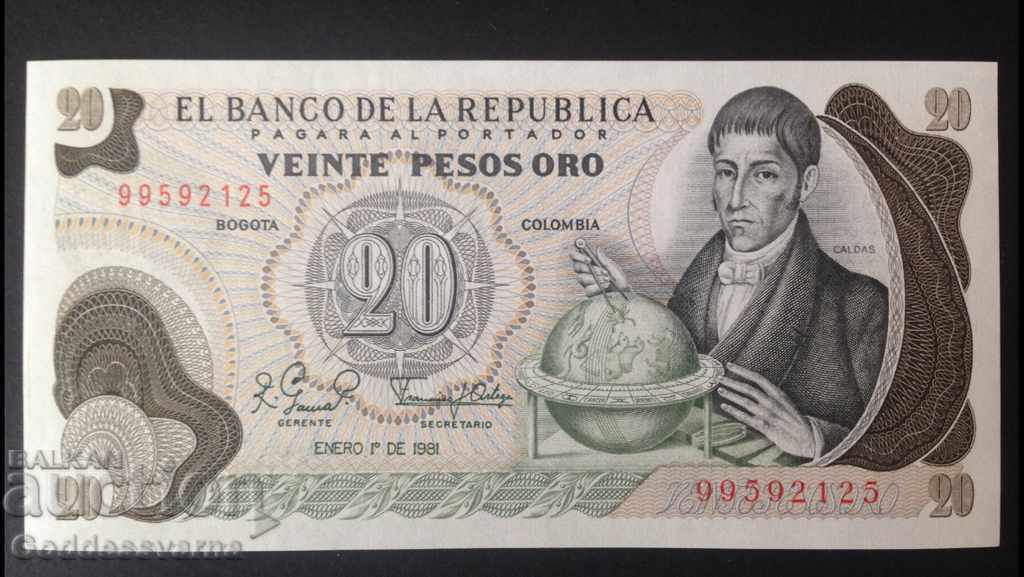 20 20
EL BANCO DE LA REPUBLICA
PAGARA AL PORTADOR
VEINTE PESOS ORO
99592125
BOGOTA COLOMBIA
CALDAS
20
GERENTE SECRETARIO
ENERO 1º DE 1981
99592125
20 20
BALKAN
auction
Goddessvarna